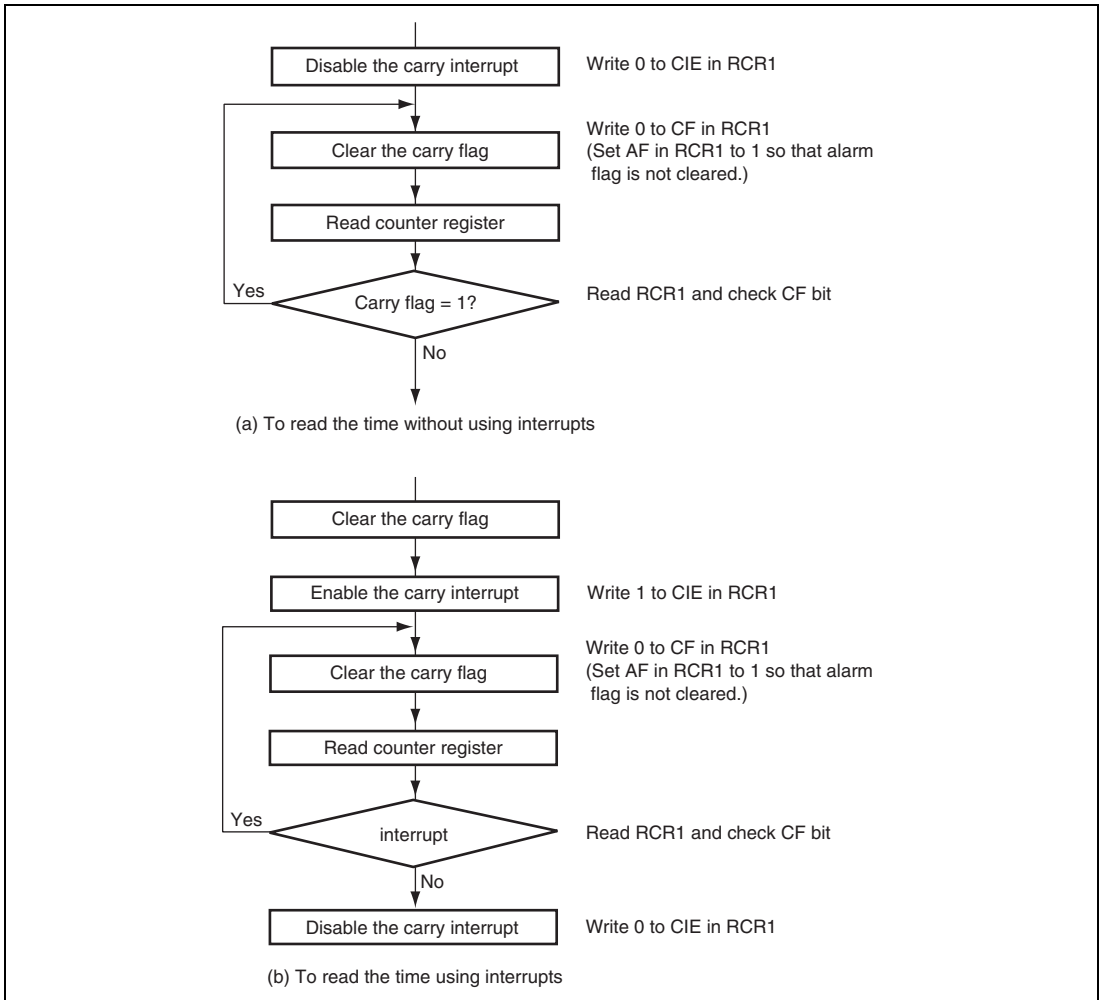 Disable the carry interrupt
Write 0 to CIE in RCR1
Clear the carry flag
Write 0 to CF in RCR1
(Set AF in RCR1 to 1 so that alarm
flag is not cleared.)
Read counter register
Yes
Carry flag = 1?
Read RCR1 and check CF bit
No
(a) To read the time without using interrupts
Clear the carry flag
Enable the carry interrupt
Write 1 to CIE in RCR1
Clear the carry flag
Write 0 to CF in RCR1
(Set AF in RCR1 to 1 so that alarm
flag is not cleared.)
Read counter register
Yes
interrupt
Read RCR1 and check CF bit
No
Disable the carry interrupt
Write 0 to CIE in RCR1
(b) To read the time using interrupts